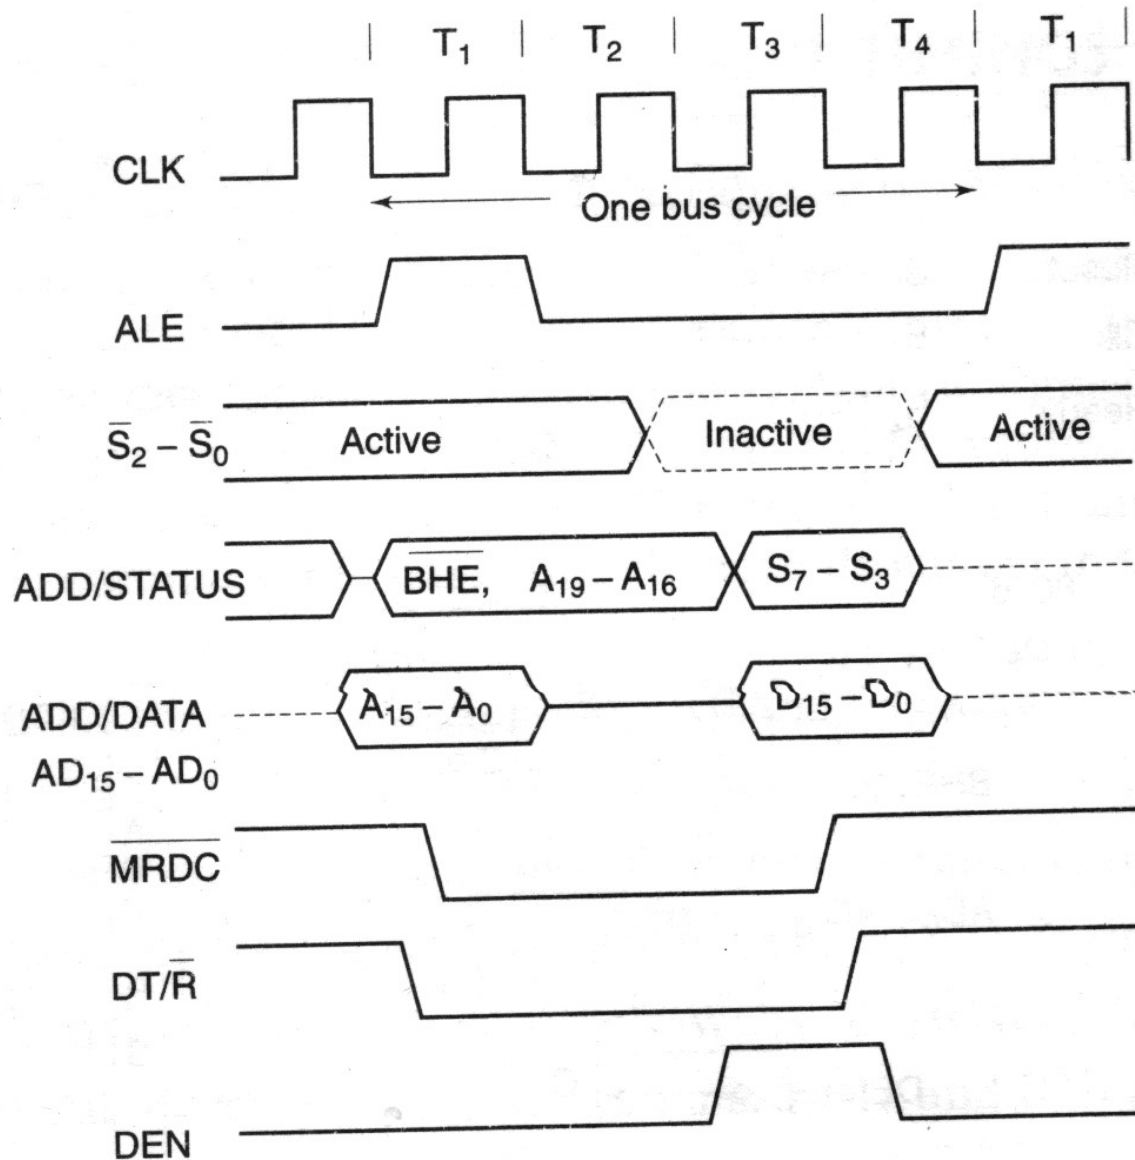 T₁ T₂ T₃ T₄ T₁
CLK
One bus cycle
ALE
S̅₂ – S̅₀ Active Inactive Active
ADD/STATUS B̅H̅E̅, A₁₉ – A₁₆ S₇ – S₃
ADD/DATA A₁₅ – A₀ D₁₅ – D₀
AD₁₅ – AD₀
M̅R̅D̅C̅
DT/R̅
DEN